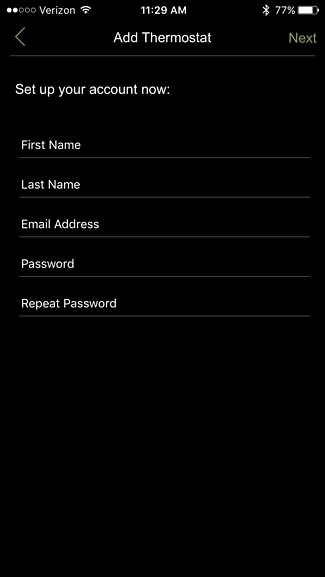 Verizon 11:29 AM 77%
Add Thermostat Next
Set up your account now:
First Name
Last Name
Email Address
Password
Repeat Password